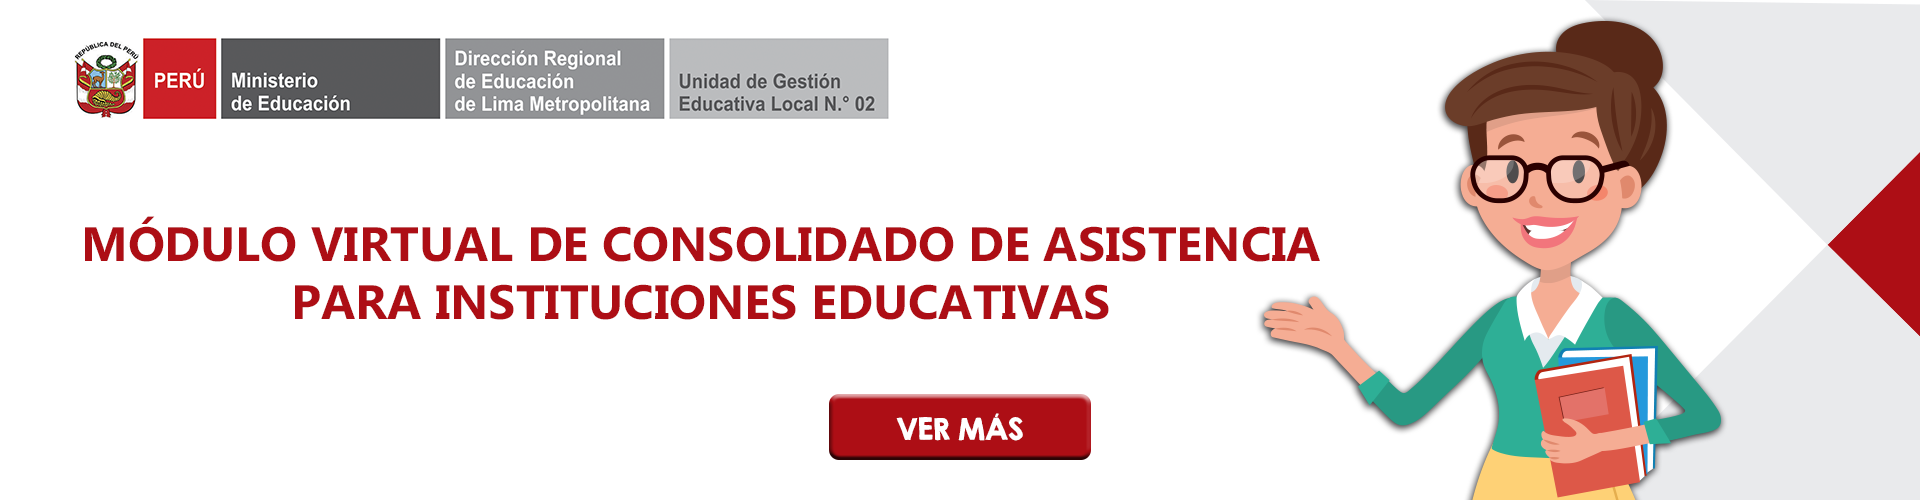 REPÚBLICA DEL PERÚ
PERÚ
Ministerio
de Educación
Dirección Regional
de Educación
de Lima Metropolitana
Unidad de Gestión
Educativa Local N.° 02
MÓDULO VIRTUAL DE CONSOLIDADO DE ASISTENCIA
PARA INSTITUCIONES EDUCATIVAS
VER MÁS